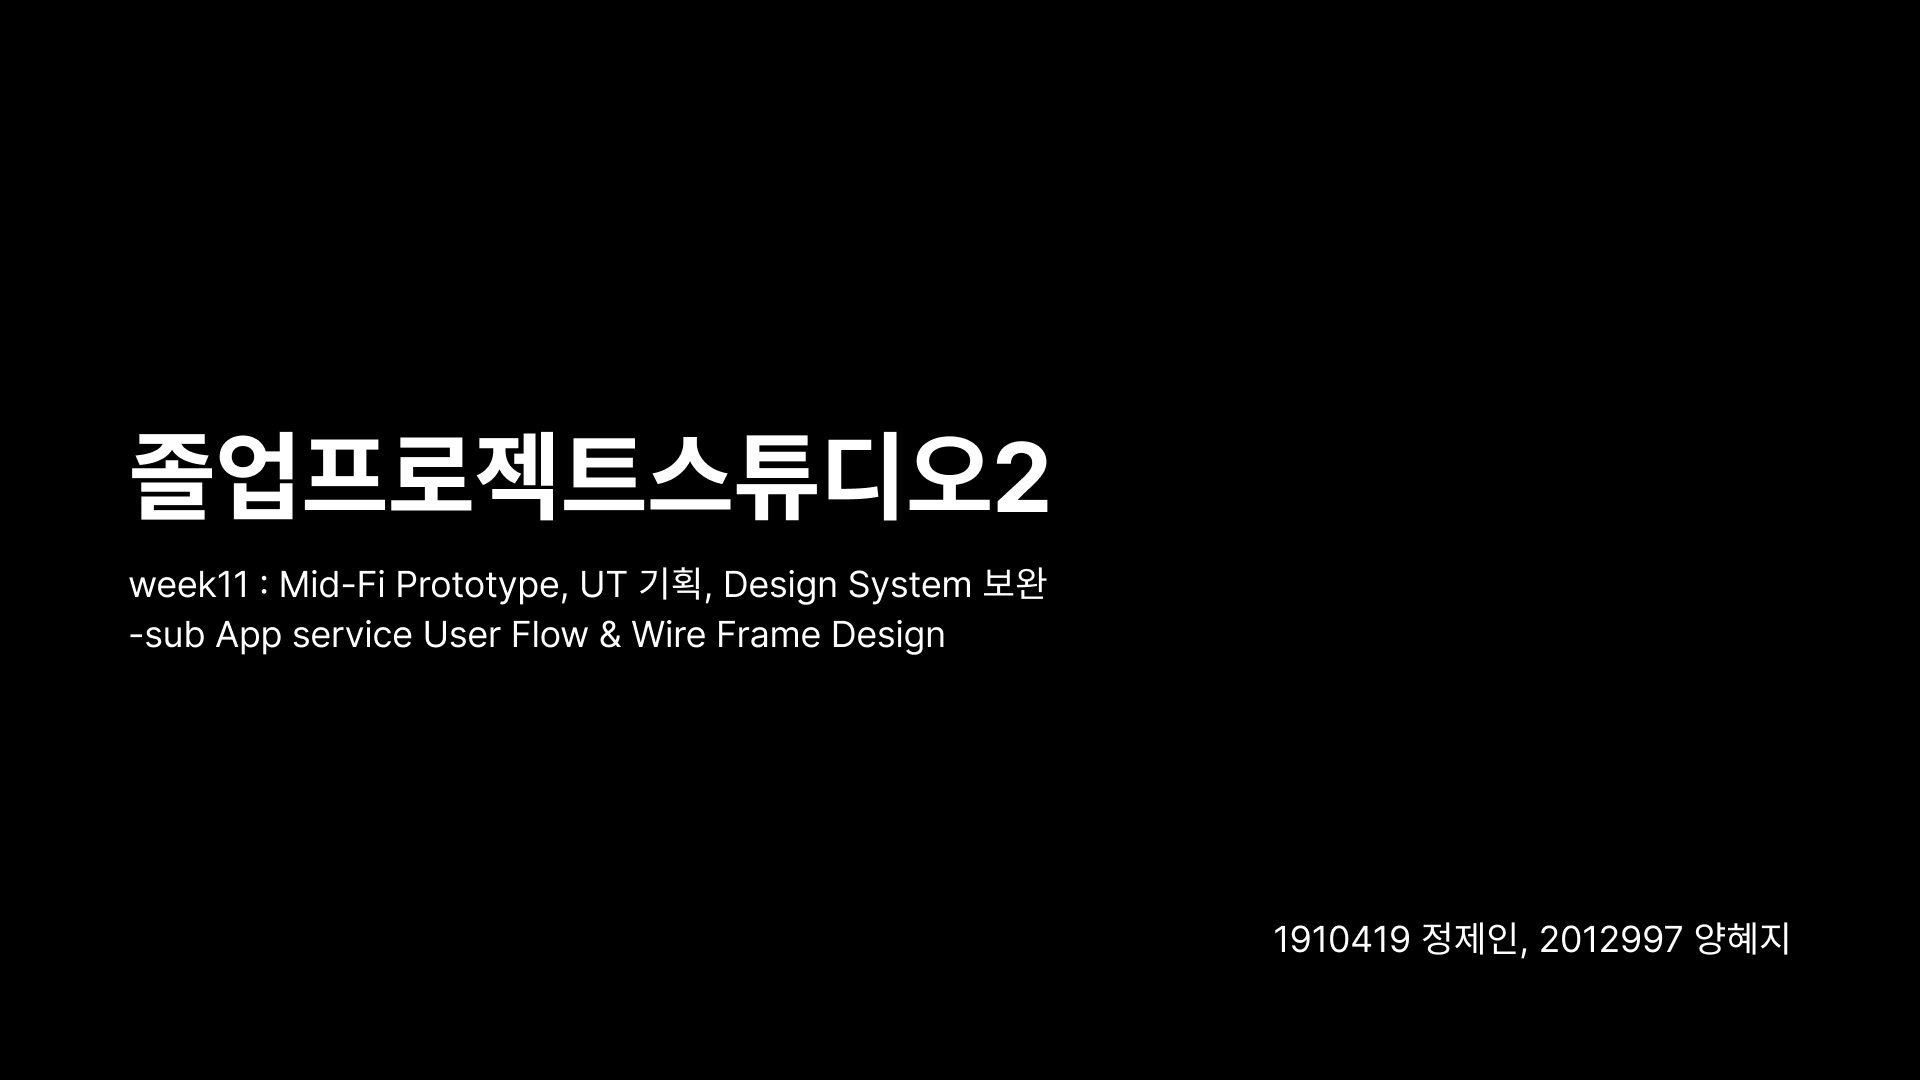 졸업프로젝트스튜디오2
week11 : Mid-Fi Prototype, UT 기획, Design System 보완
-sub App service User Flow & Wire Frame Design
1910419 정제인, 2012997 양혜지